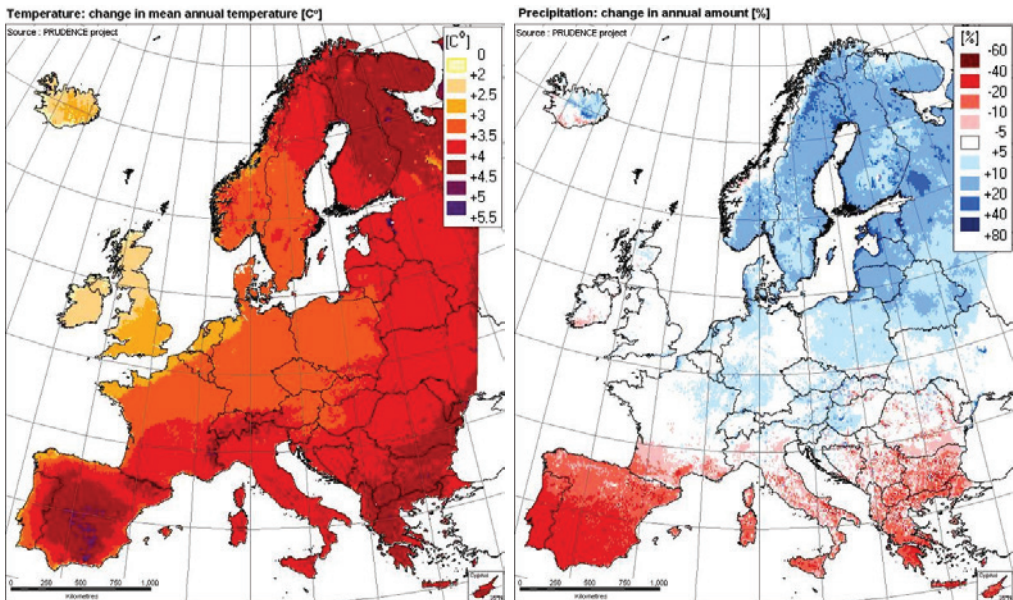 Temperature: change in mean annual temperature [C°]
Source : PRUDENCE project
[C°]
0
+2
+2.5
+3
+3.5
+4
+4.5
+5
+5.5
0 250 500 750 1,000
Kilometres
Cyprus
Precipitation: change in annual amount [%]
Source : PRUDENCE project
[%]
-60
-40
-20
-10
-5
+5
+10
+20
+40
+80
0 250 500 750 1,000
Kilometres
Cyprus